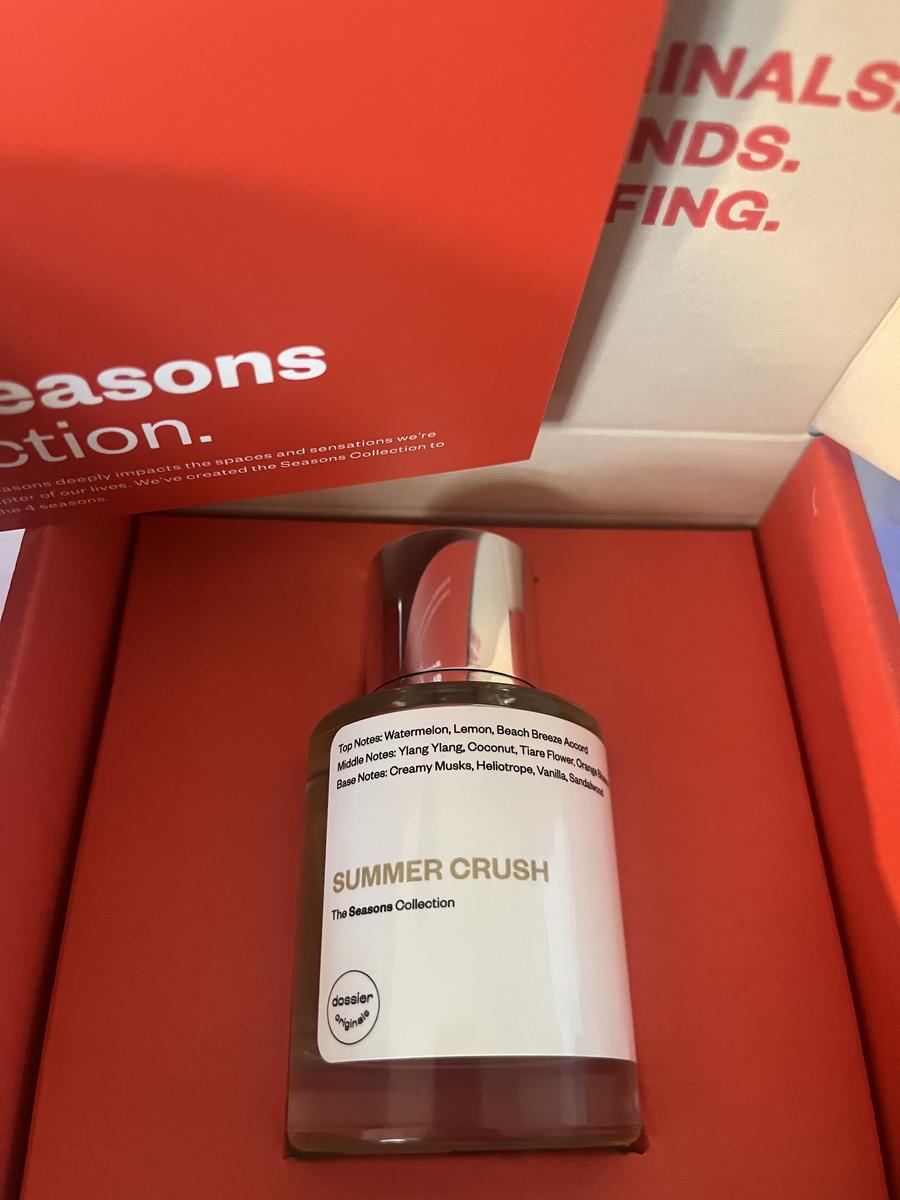 easons
ction.
asons deeply impacts the spaces and sensations we're
pter of our lives. We've created the Seasons Collection to
he 4 seasons.
GINALS.
NDS.
FING.
Top Notes: Watermelon, Lemon, Beach Breeze Accord
Middle Notes: Ylang Ylang, Coconut, Tiare Flower, Orange
Base Notes: Creamy Musks, Heliotrope, Vanilla, Sandalwood
SUMMER CRUSH
The Seasons Collection
dossier
originals